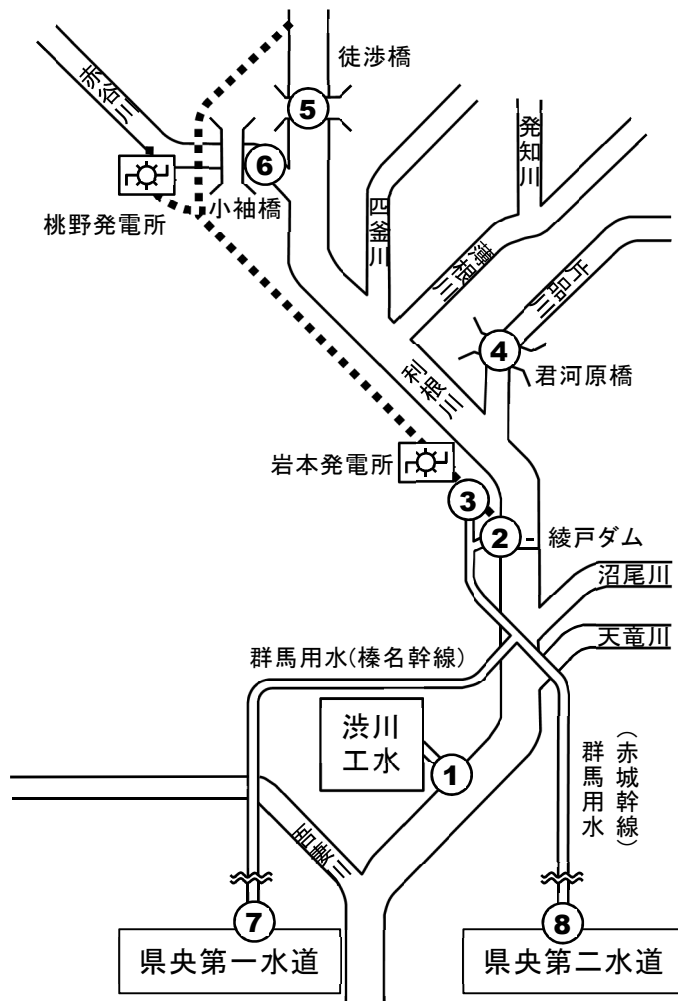 徒渉橋
赤谷川
5
発知川
6
桃野発電所
小袖橋
四釜川
薄根川
片品川
4
君河原橋
利根川
岩本発電所
3
2
綾戸ダム
沼尾川
天竜川
群馬用水(榛名幹線)
渋川
工水
1
群馬用水
(赤城幹線)
吾妻川
7
8
県央第一水道
県央第二水道